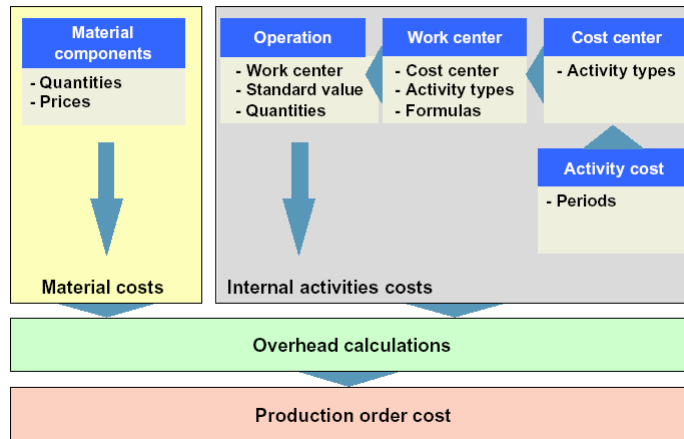 Material
components
- Quantities
- Prices
Operation
- Work center
- Standard value
- Quantities
Work center
- Cost center
- Activity types
- Formulas
Cost center
- Activity types
Activity cost
- Periods
Material costs
Internal activities costs
Overhead calculations
Production order cost